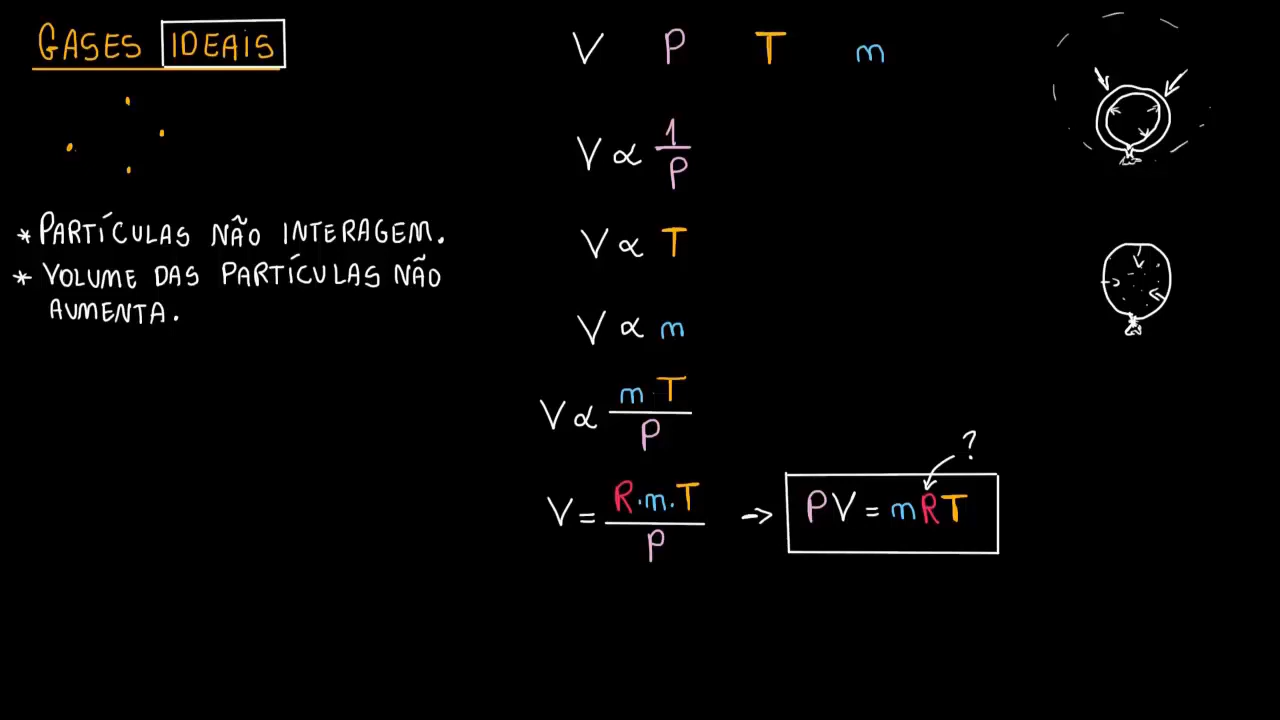 GASES IDEAIS
* PARTÍCULAS NÃO INTERAGEM.
* VOLUME DAS PARTÍCULAS NÃO
AUMENTA.
V P T m
V ∝ 1/P
V ∝ T
V ∝ m
V ∝ m·T/P
V = R·m·T/P → PV = mRT
?